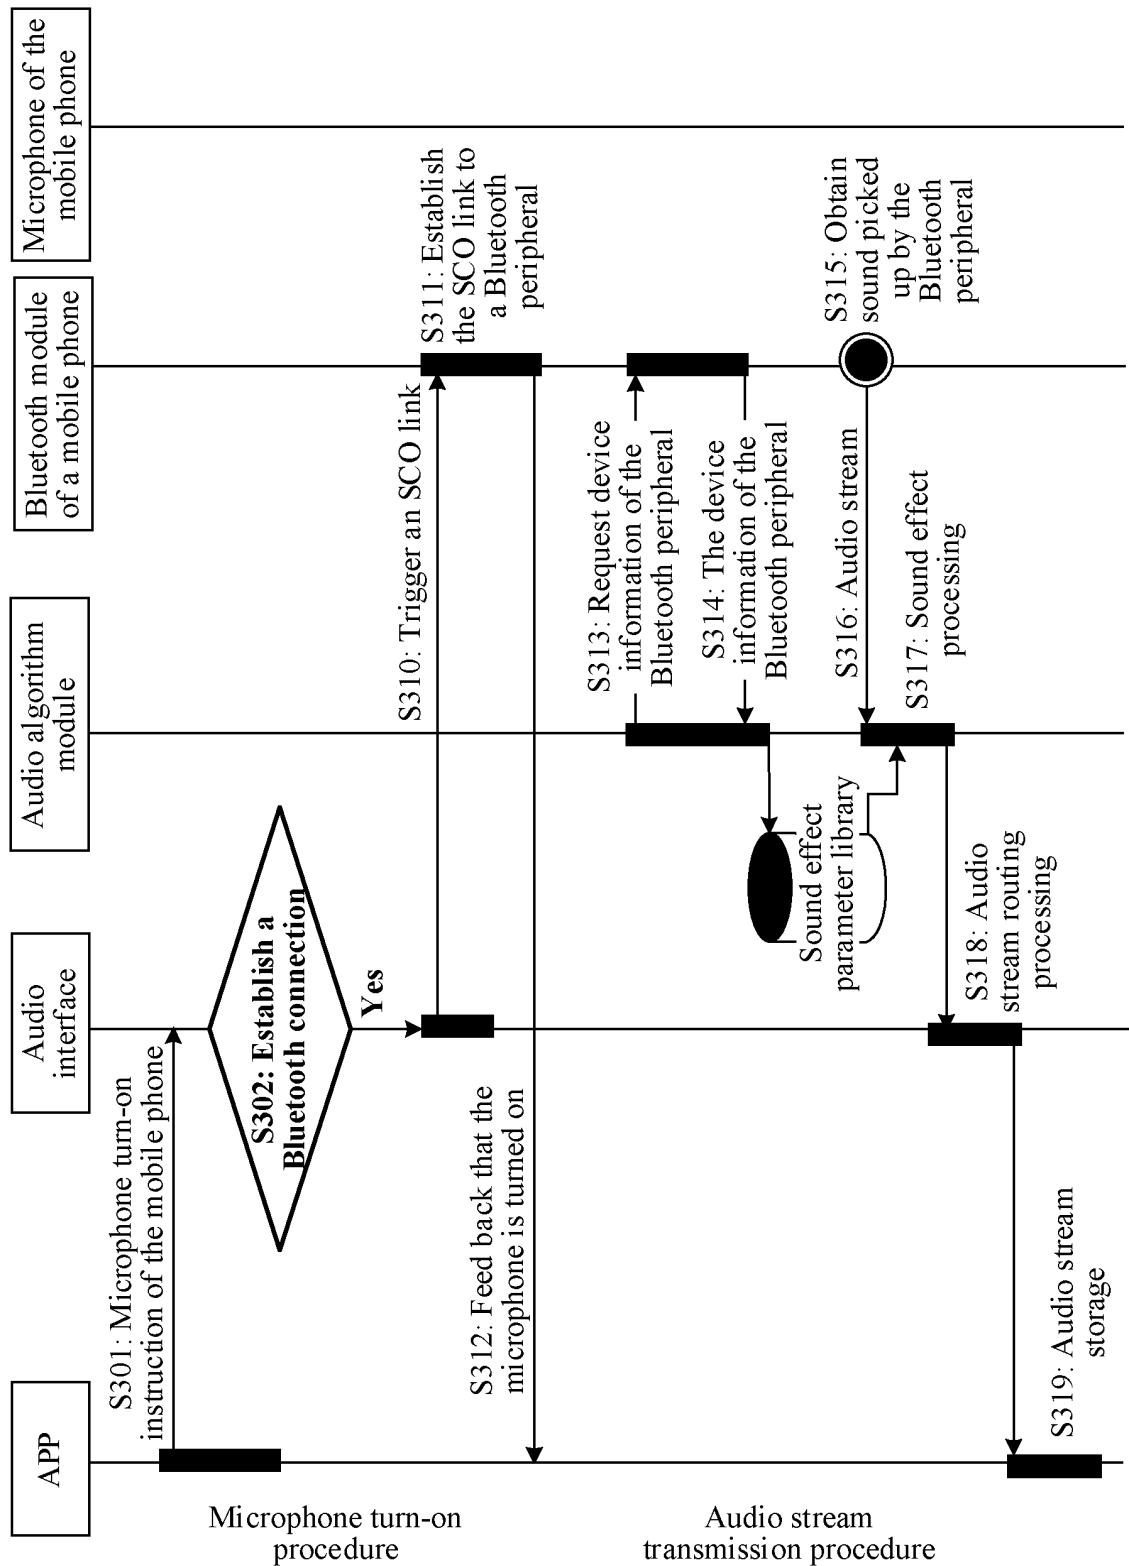 APP
Audio
interface
Audio algorithm
module
Bluetooth module
of a mobile phone
Microphone of the
mobile phone
Microphone turn-on
procedure
S301: Microphone turn-on
instruction of the mobile phone
S302: Establish a
Bluetooth connection
Yes
S310: Trigger an SCO link
S311: Establish
the SCO link to
a Bluetooth
peripheral
S312: Feed back that the
microphone is turned on
Audio stream
transmission procedure
S313: Request device
information of the
Bluetooth peripheral
S314: The device
information of the
Bluetooth peripheral
Sound effect
parameter library
S315: Obtain
sound picked
up by the
Bluetooth
peripheral
S316: Audio stream
S317: Sound effect
processing
S318: Audio
stream routing
processing
S319: Audio stream
storage